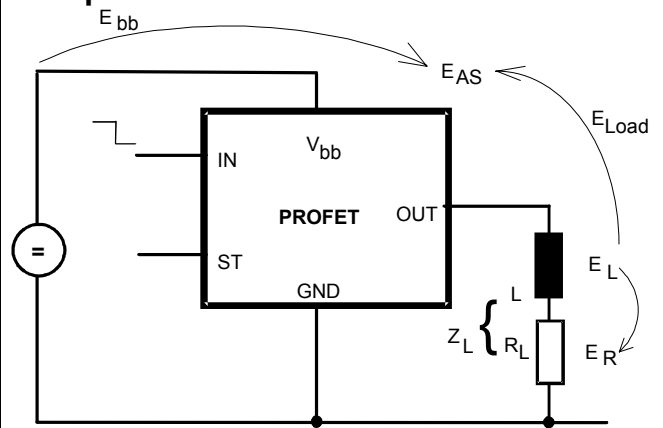 E bb
E AS
E Load
IN
V bb
PROFET
OUT
=
ST
GND
L
E L
Z L {
R L
E R